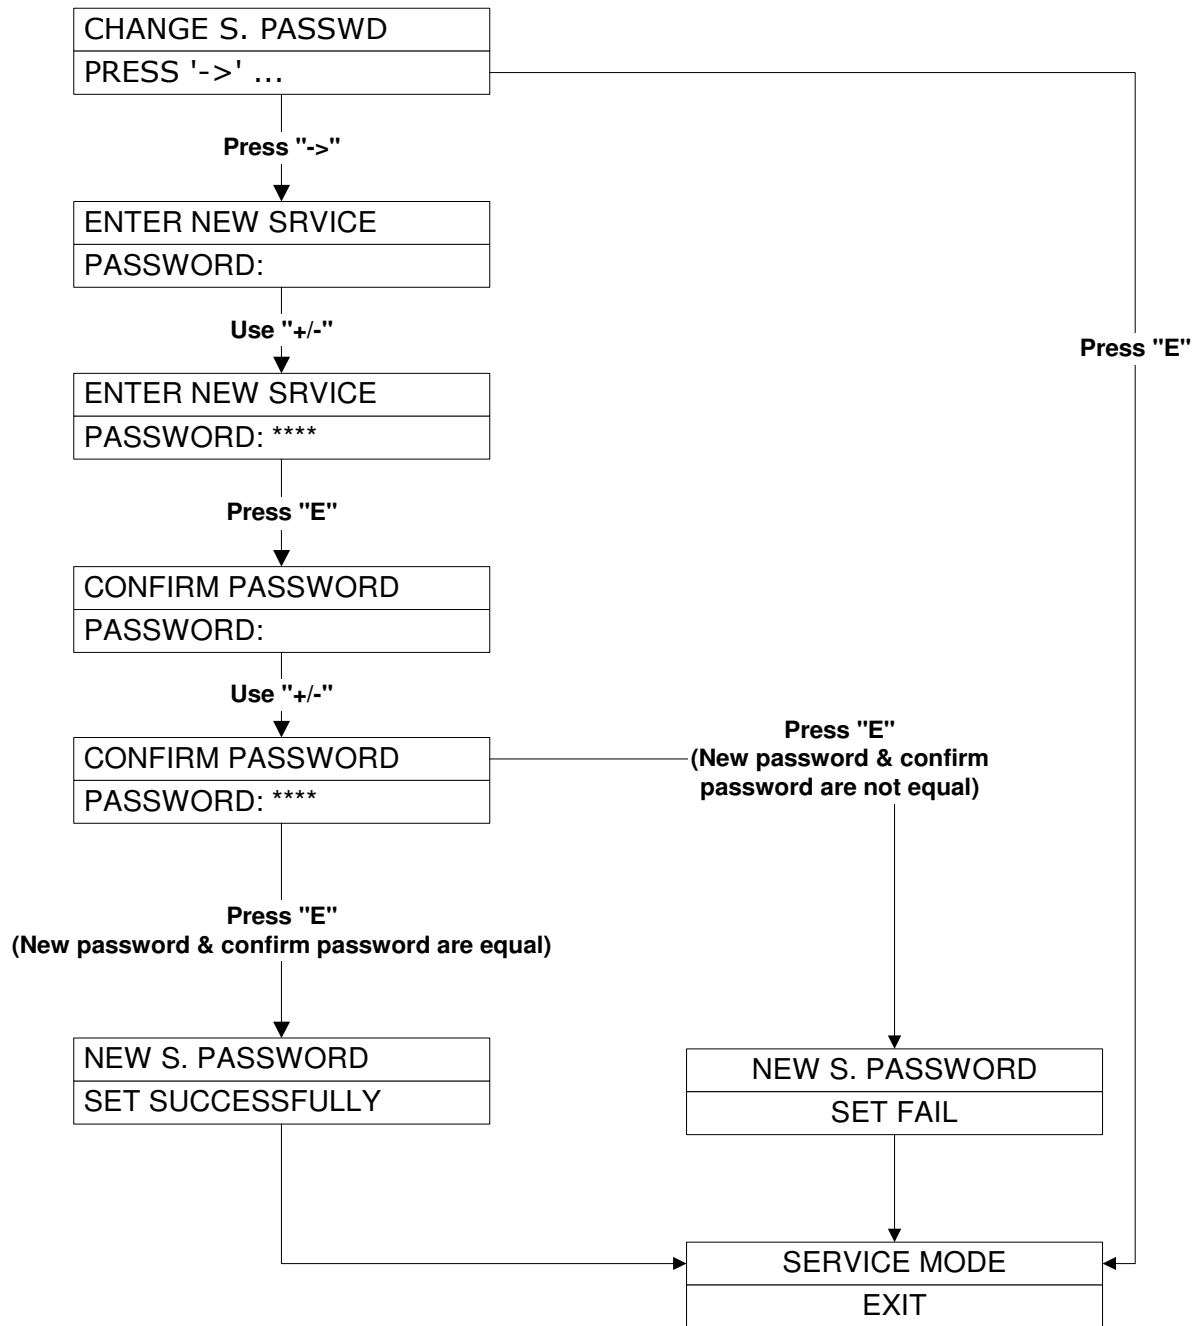 CHANGE S. PASSWD
PRESS '->' ...
Press "->"
ENTER NEW SRVICE
PASSWORD:
Use "+/-"
Press "E"
ENTER NEW SRVICE
PASSWORD: ****
Press "E"
CONFIRM PASSWORD
PASSWORD:
Use "+/-"
CONFIRM PASSWORD
PASSWORD: ****
Press "E"
(New password & confirm
password are not equal)
Press "E"
(New password & confirm password are equal)
NEW S. PASSWORD
SET SUCCESSFULLY
NEW S. PASSWORD
SET FAIL
SERVICE MODE
EXIT